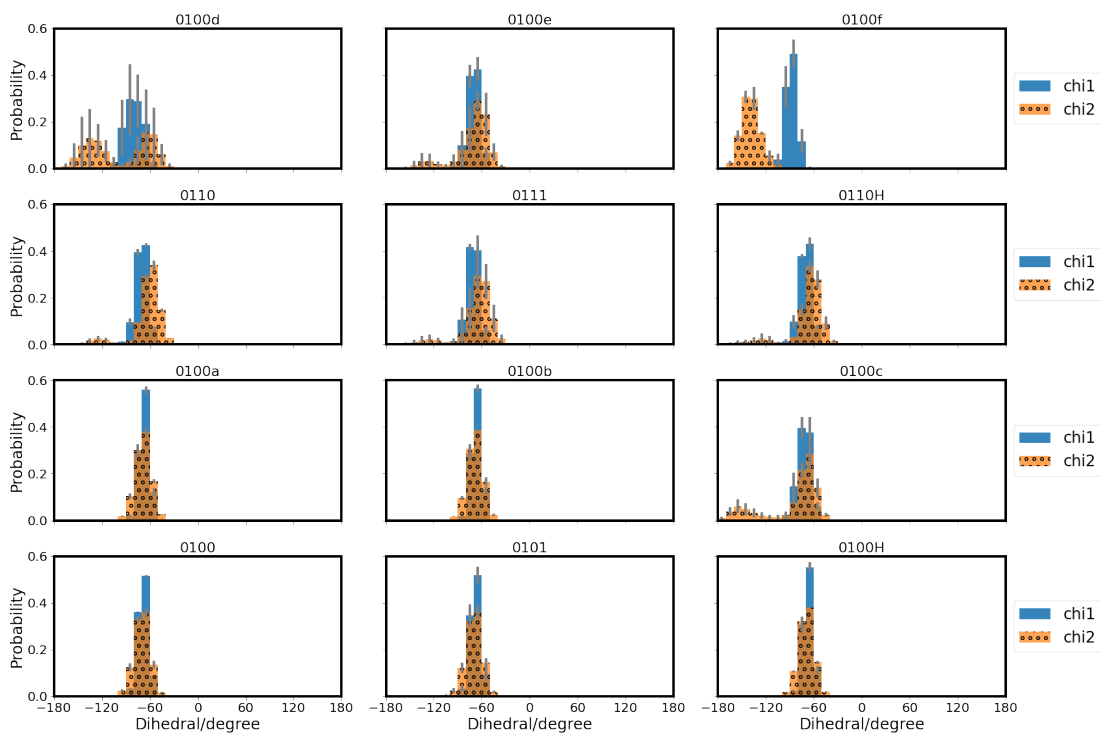 0100d 0100e 0100f
Probability
0.6
0.4
0.2
0.0
chi1
chi2
0110 0111 0110H
Probability
0.6
0.4
0.2
0.0
chi1
chi2
0100a 0100b 0100c
Probability
0.6
0.4
0.2
0.0
chi1
chi2
0100 0101 0100H
Probability
0.6
0.4
0.2
0.0
chi1
chi2
−180 −120 −60 0 60 120 180 −180 −120 −60 0 60 120 180 −180 −120 −60 0 60 120 180
Dihedral/degree Dihedral/degree Dihedral/degree